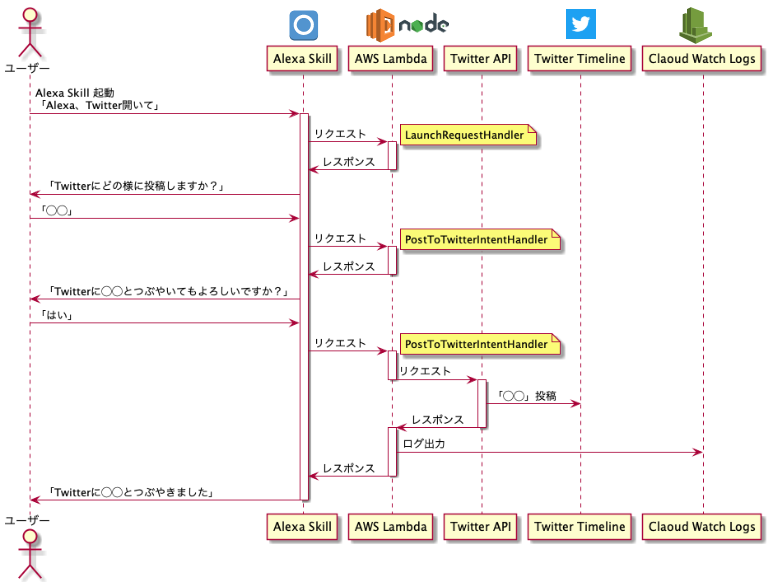 node
ユーザー
Alexa Skill
AWS Lambda
Twitter API
Twitter Timeline
Claoud Watch Logs
Alexa Skill 起動
「Alexa、Twitter開いて」
リクエスト
LaunchRequestHandler
レスポンス
「Twitterにどの様に投稿しますか？」
「◯◯」
リクエスト
PostToTwitterIntentHandler
レスポンス
「Twitterに◯◯とつぶやいてもよろしいですか？」
「はい」
リクエスト
PostToTwitterIntentHandler
リクエスト
「◯◯」投稿
レスポンス
ログ出力
レスポンス
「Twitterに◯◯とつぶやきました」
ユーザー
Alexa Skill
AWS Lambda
Twitter API
Twitter Timeline
Claoud Watch Logs